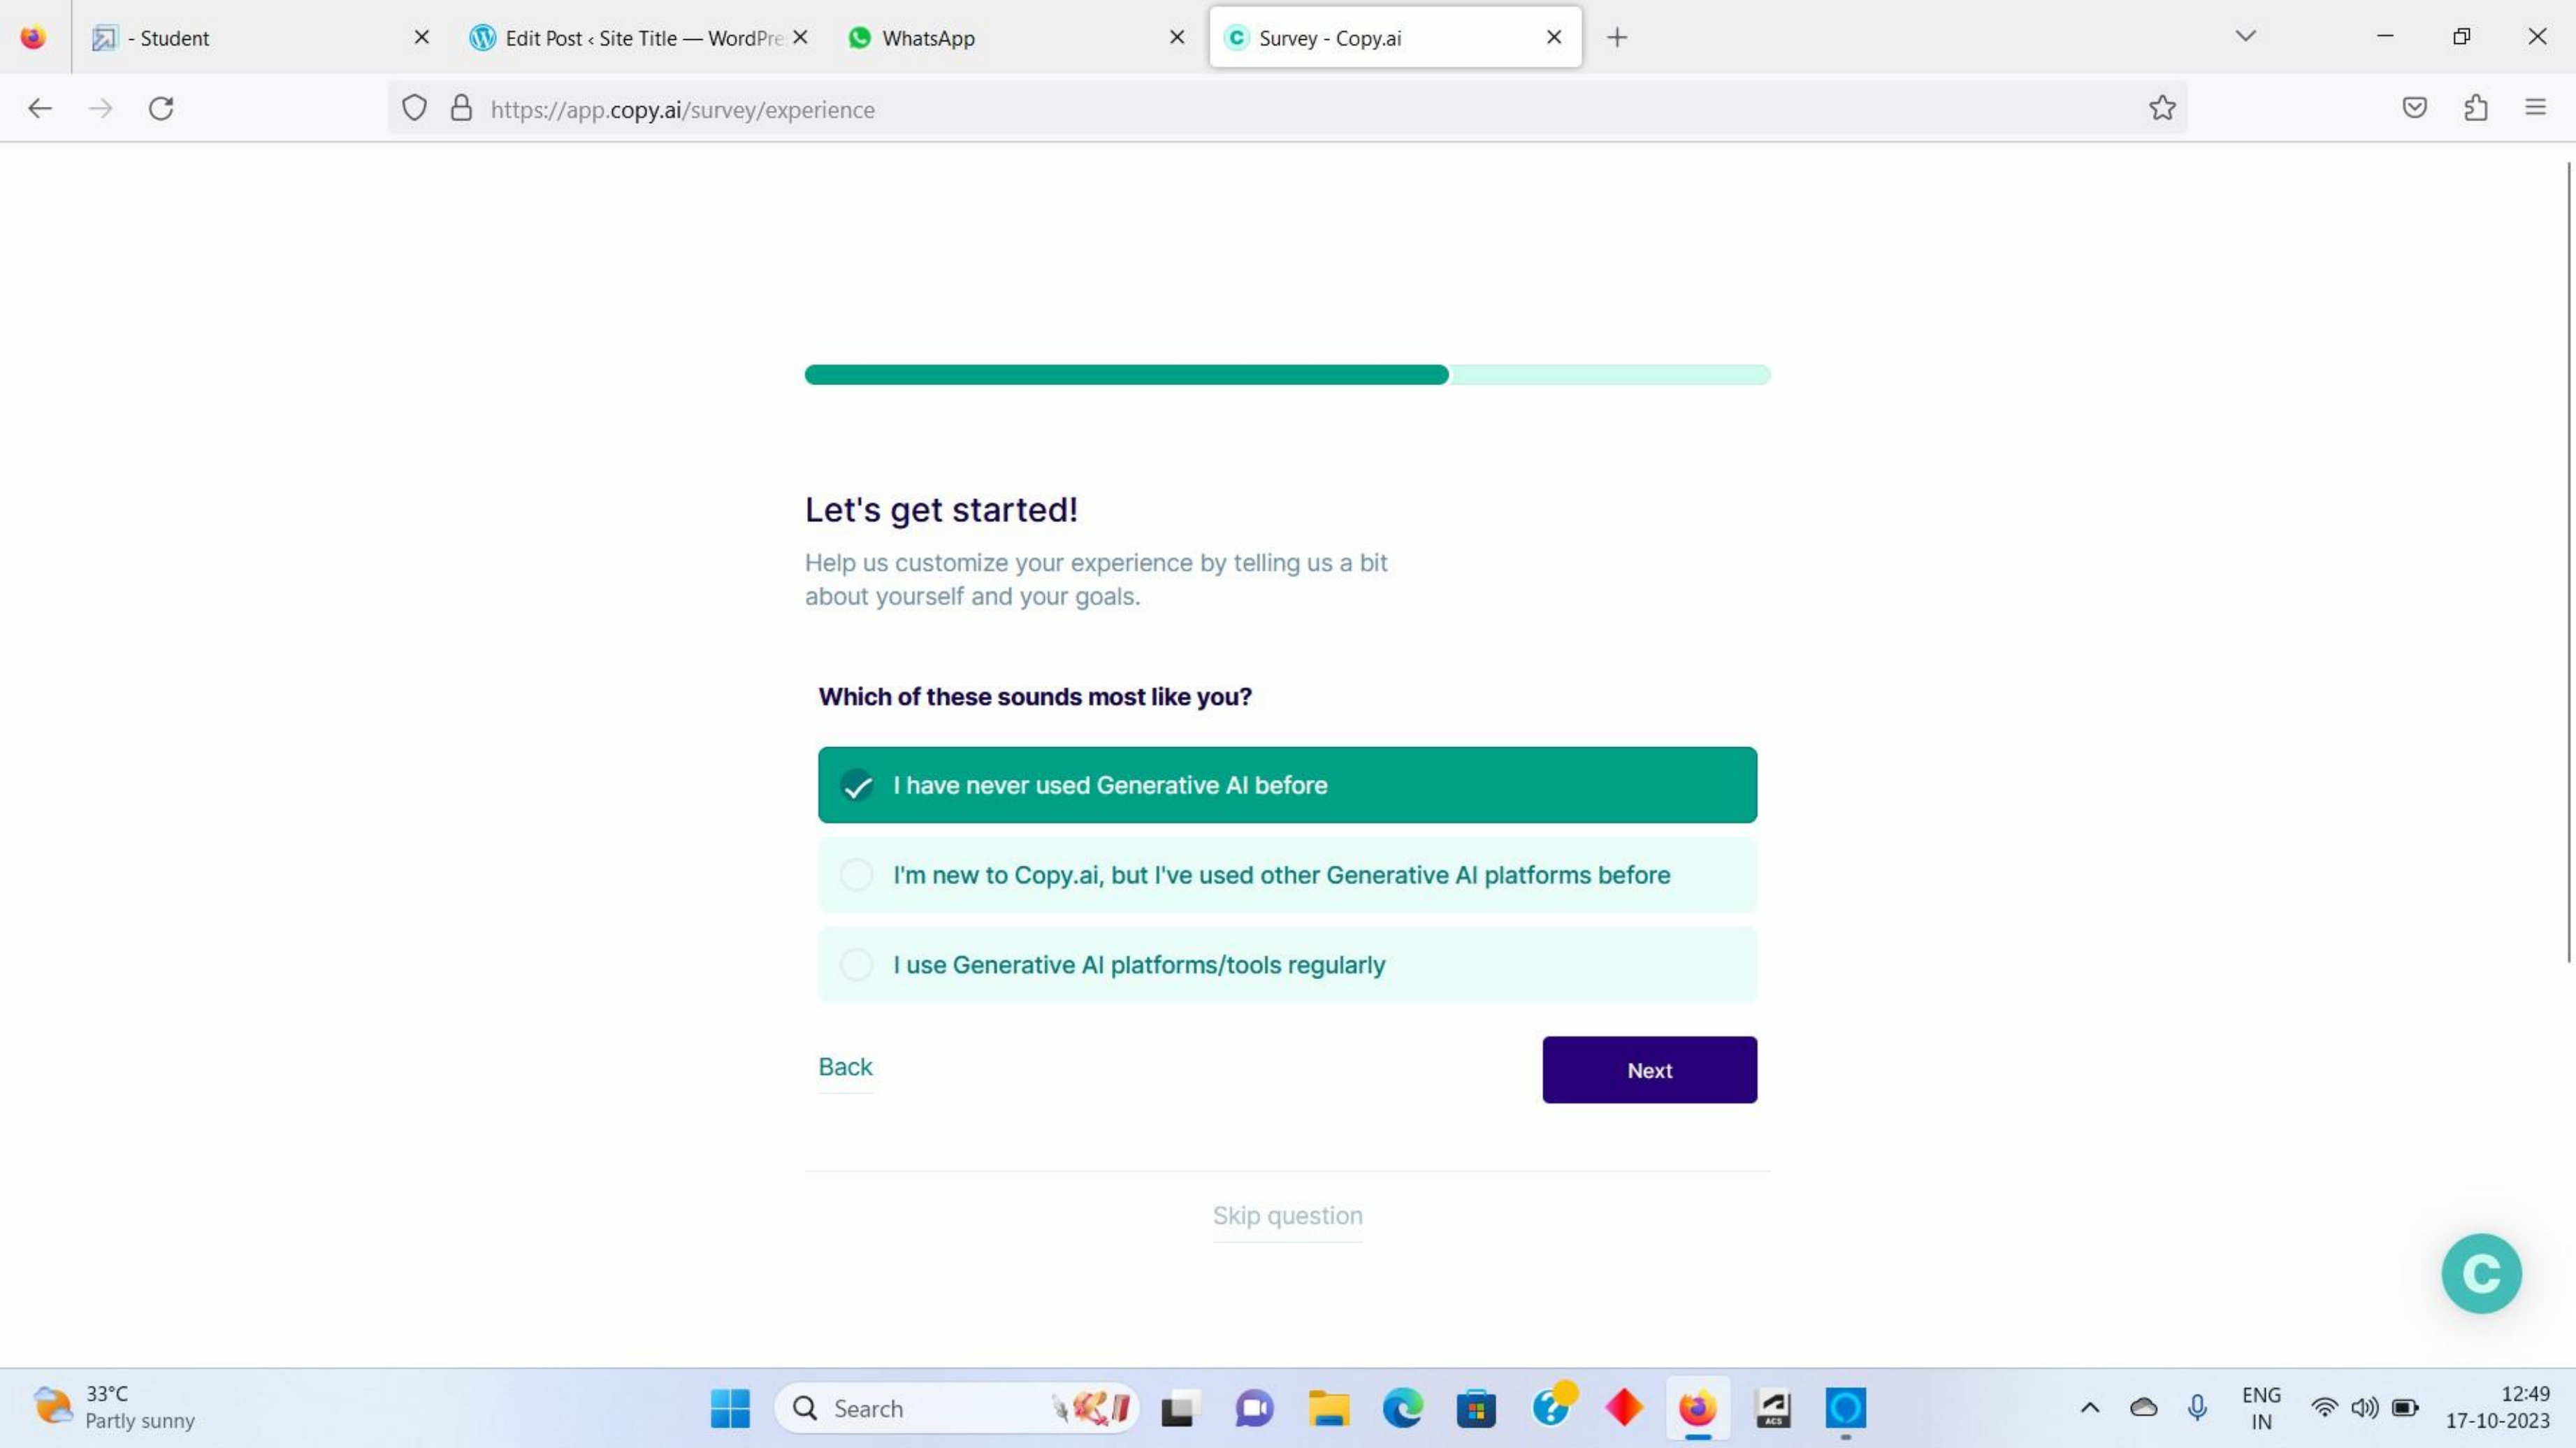 - Student
Edit Post ‹ Site Title — WordPre
WhatsApp
C Survey - Copy.ai
https://app.copy.ai/survey/experience
Let's get started!
Help us customize your experience by telling us a bit
about yourself and your goals.
Which of these sounds most like you?
I have never used Generative AI before
I'm new to Copy.ai, but I've used other Generative AI platforms before
I use Generative AI platforms/tools regularly
Back
Next
Skip question
C
33°C
Partly sunny
Search
ACS
ENG
IN
12:49
17-10-2023